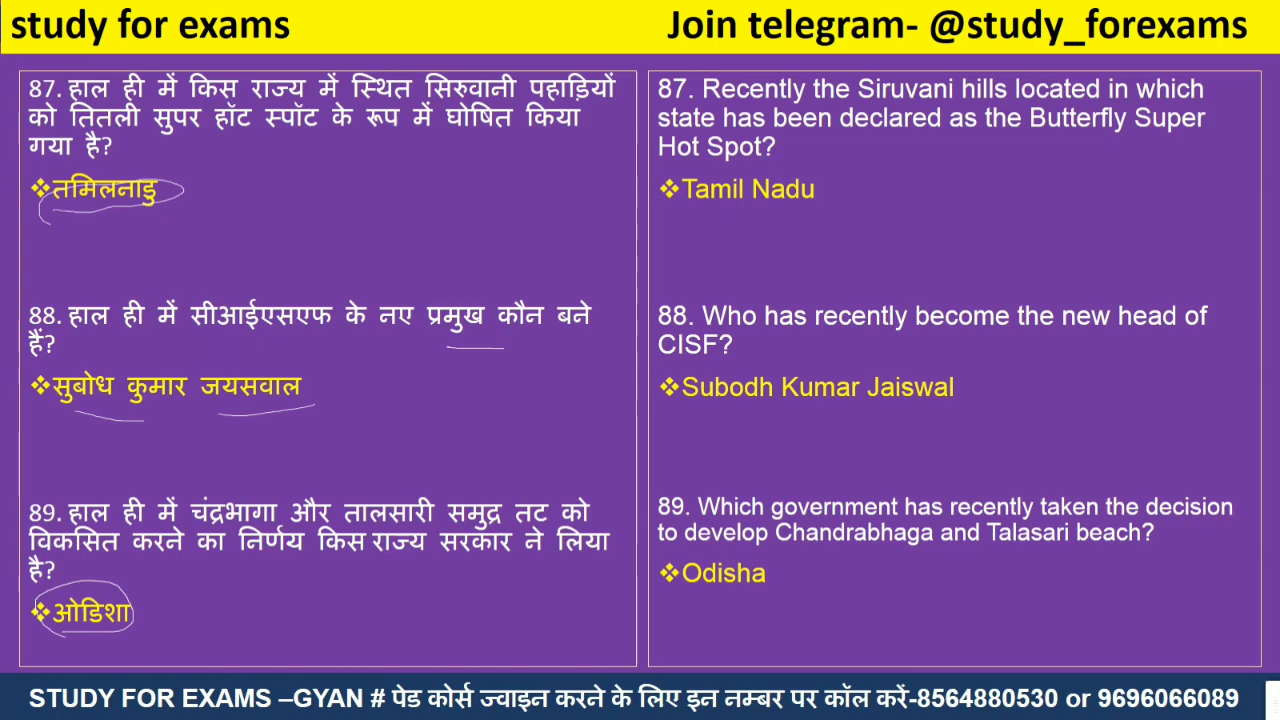 study for exams
Join telegram- @study_forexams
87. हाल ही में किस राज्य में स्थित सिरुवानी पहाड़ियों
को तितली सुपर हॉट स्पॉट के रूप में घोषित किया
गया है?
❖तमिलनाडु
88. हाल ही में सीआईएसएफ के नए प्रमुख कौन बने
हैं?
❖सुबोध कुमार जयसवाल
89. हाल ही में चंद्रभागा और तालसारी समुद्र तट को
विकसित करने का निर्णय किस राज्य सरकार ने लिया
है?
❖ओडिशा
87. Recently the Siruvani hills located in which
state has been declared as the Butterfly Super
Hot Spot?
❖Tamil Nadu
88. Who has recently become the new head of
CISF?
❖Subodh Kumar Jaiswal
89. Which government has recently taken the decision
to develop Chandrabhaga and Talasari beach?
❖Odisha
STUDY FOR EXAMS –GYAN # पेड कोर्स ज्वाइन करने के लिए इन नम्बर पर कॉल करें-8564880530 or 9696066089